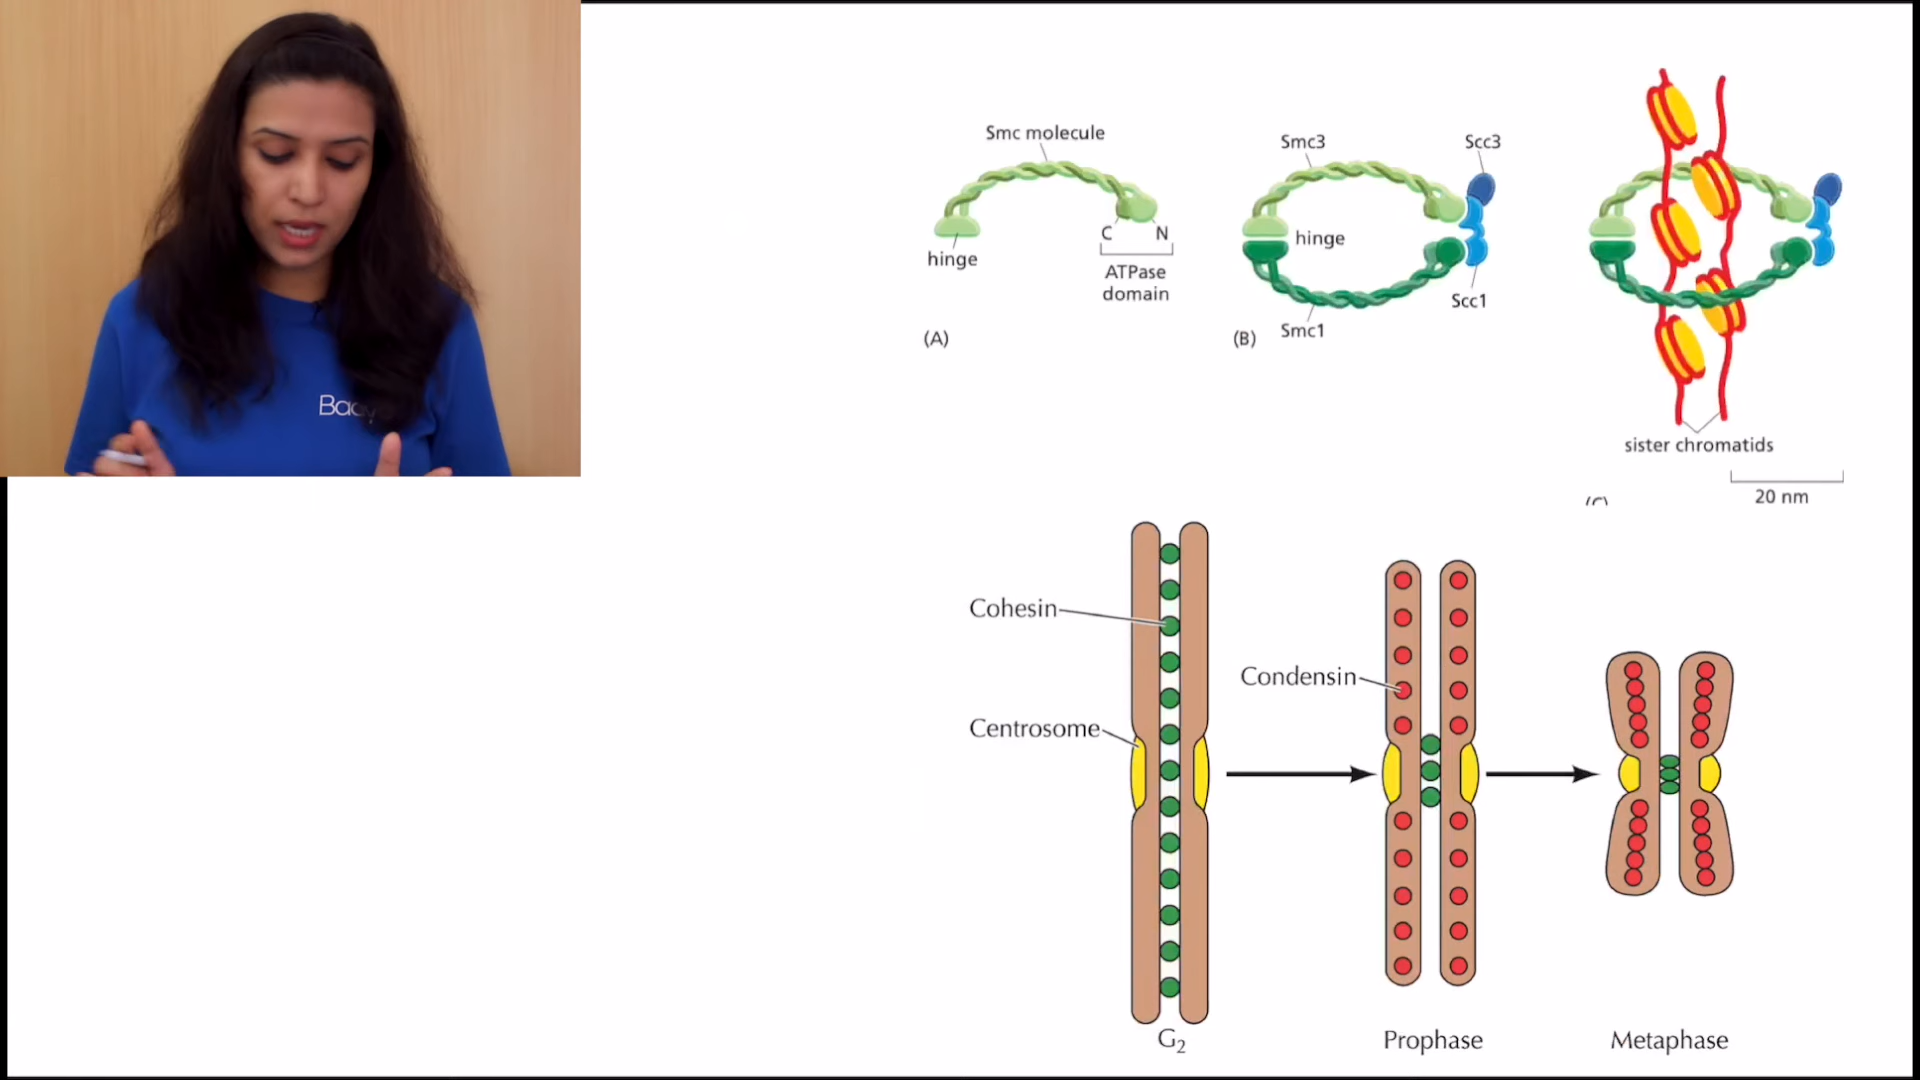 Smc molecule
hinge
C
N
ATPase
domain
(A)
Smc3
Scc3
hinge
Scc1
Smc1
(B)
sister chromatids
20 nm
Cohesin
Centrosome
Condensin
G₂
Prophase
Metaphase